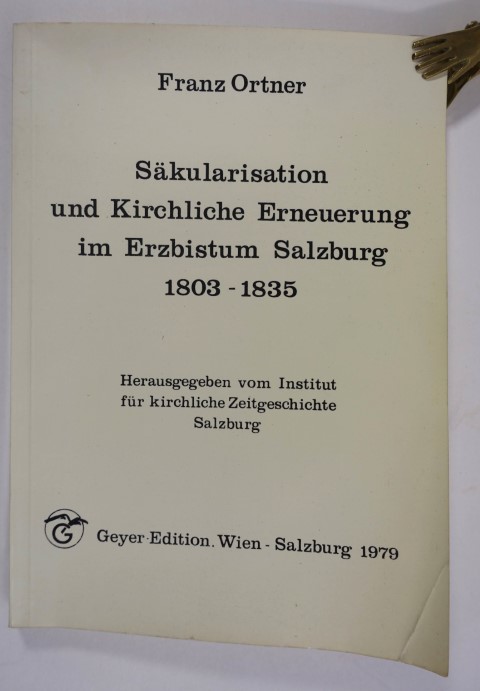 Franz Ortner
Säkularisation
und Kirchliche Erneuerung
im Erzbistum Salzburg
1803 - 1835
Herausgegeben vom Institut
für kirchliche Zeitgeschichte
Salzburg
G Geyer-Edition. Wien - Salzburg 1979